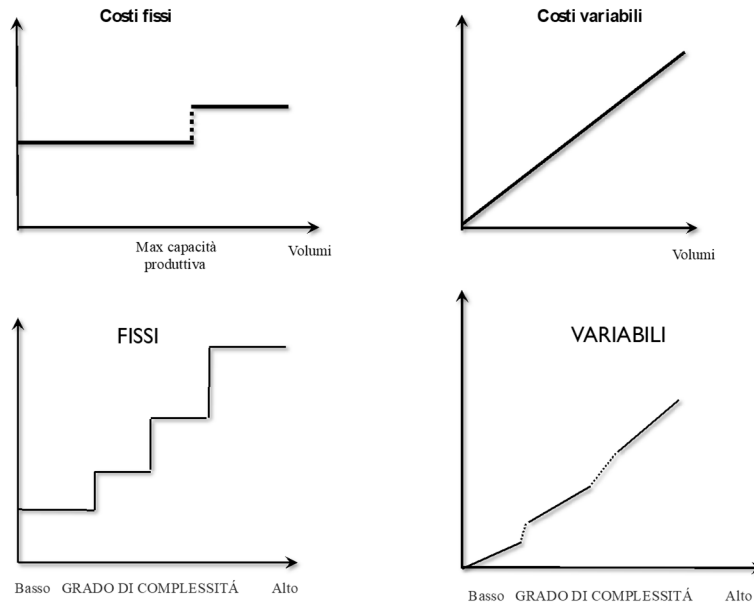 Costi fissi
Costi variabili
Max capacità
produttiva
Volumi
Volumi
FISSI
VARIABILI
Basso GRADO DI COMPLESSITÁ Alto
Basso GRADO DI COMPLESSITÁ Alto